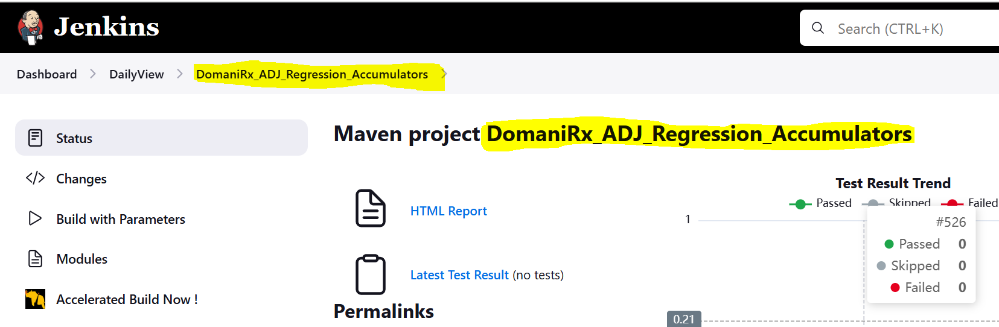 Jenkins
Search (CTRL+K)
Dashboard
DailyView
DomaniRx_ADJ_Regression_Accumulators
Status
Changes
Build with Parameters
Modules
Accelerated Build Now !
Maven project DomaniRx_ADJ_Regression_Accumulators
HTML Report
Latest Test Result (no tests)
Permalinks
Test Result Trend
Passed Skipped Failed
1
#526
Passed 0
Skipped 0
Failed 0
0.21